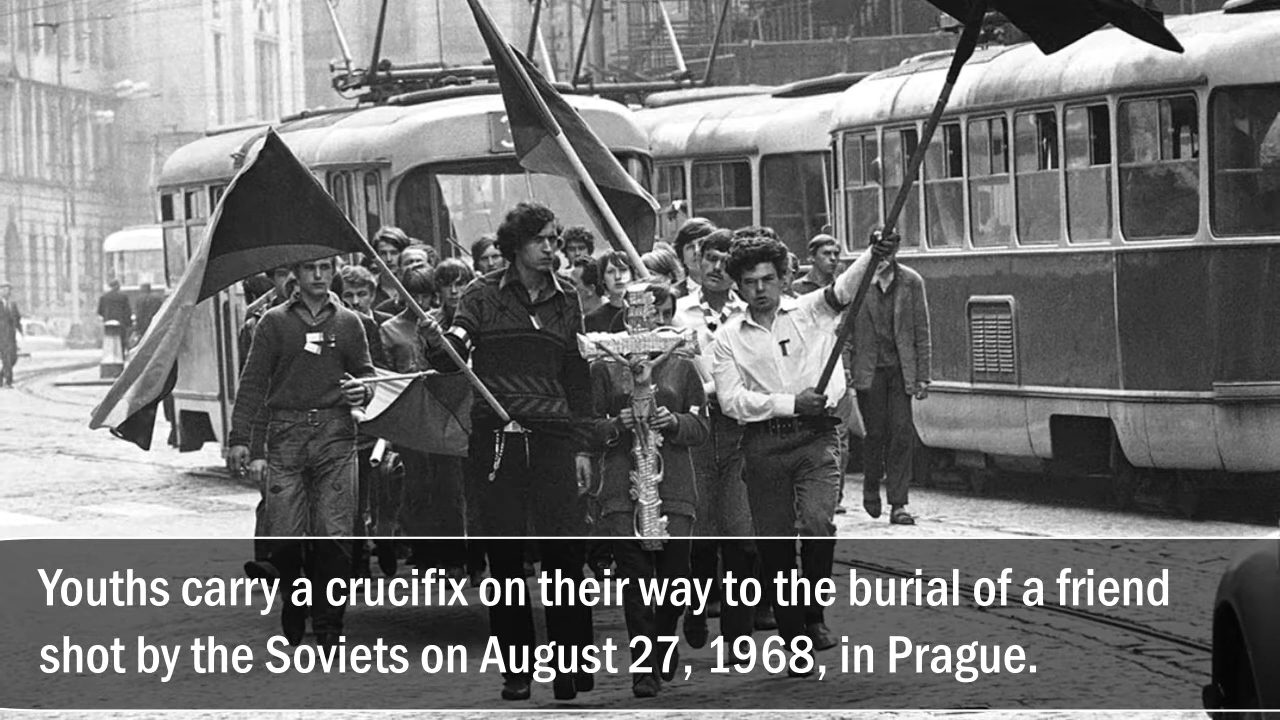 3
Youths carry a crucifix on their way to the burial of a friend
shot by the Soviets on August 27, 1968, in Prague.